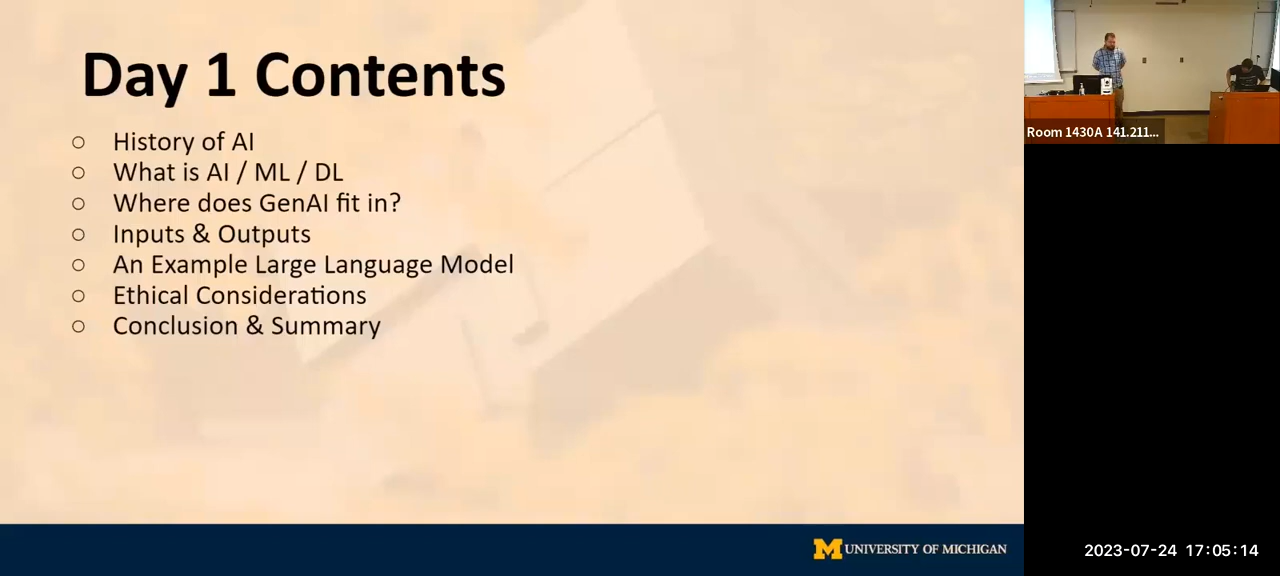 Day 1 Contents
○ History of AI
○ What is AI / ML / DL
○ Where does GenAI fit in?
○ Inputs & Outputs
○ An Example Large Language Model
○ Ethical Considerations
○ Conclusion & Summary
M UNIVERSITY OF MICHIGAN
Room 1430A 141.211...
2023-07-24 17:05:14